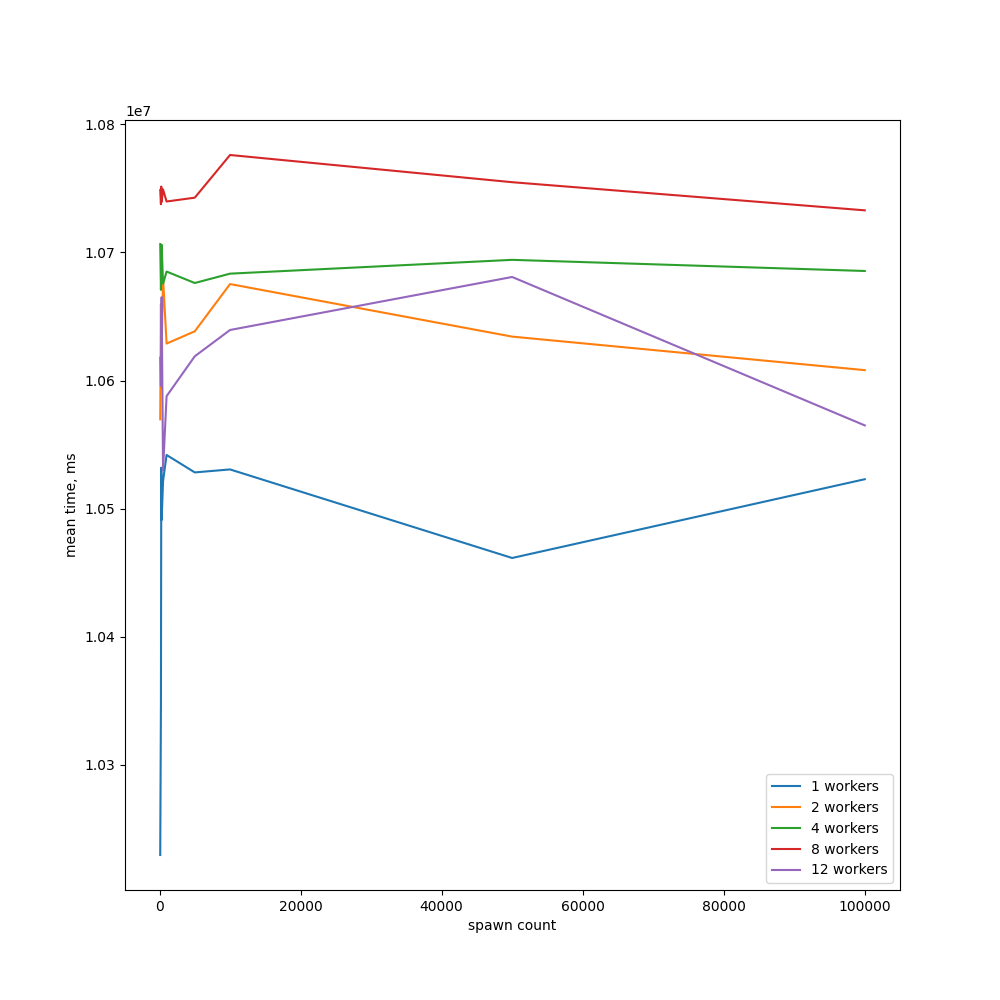 1e7
1.08
1.07
1.06
1.05
1.04
1.03
mean time, ms
0 20000 40000 60000 80000 100000
spawn count
1 workers
2 workers
4 workers
8 workers
12 workers